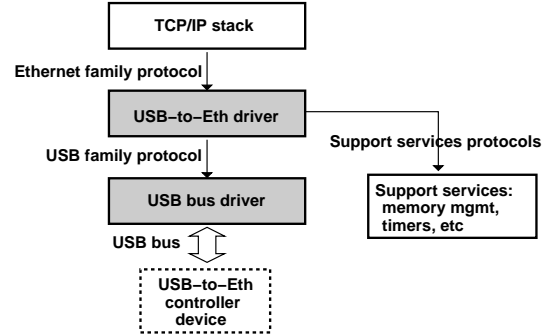 TCP/IP stack
Ethernet family protocol
USB–to–Eth driver
Support services protocols
USB family protocol
USB bus driver
Support services:
memory mgmt,
timers, etc
USB bus
USB–to–Eth
controller
device